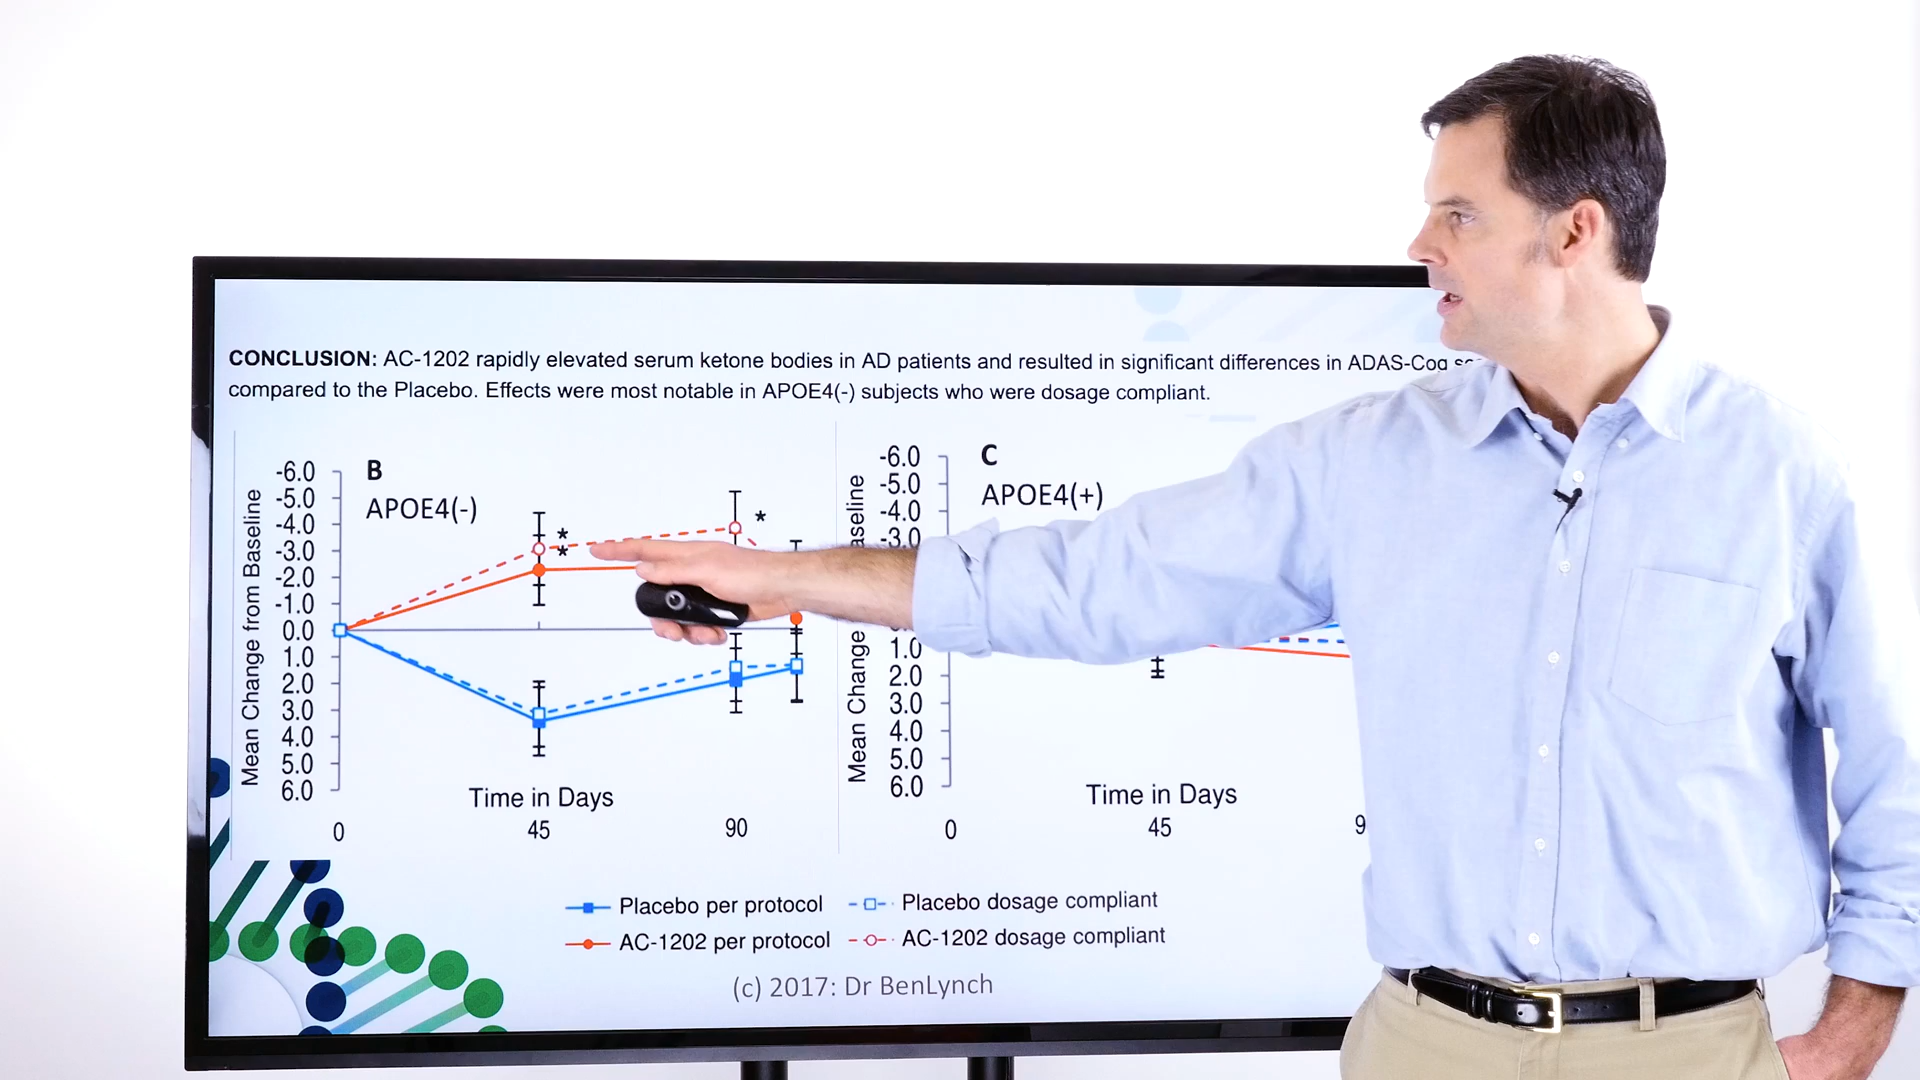 CONCLUSION: AC-1202 rapidly elevated serum ketone bodies in AD patients and resulted in significant differences in ADAS-Cog
compared to the Placebo. Effects were most notable in APOE4(-) subjects who were dosage compliant.
B
APOE4(-)
Mean Change from Baseline
-6.0
-5.0
-4.0
-3.0
-2.0
-1.0
0.0
1.0
2.0
3.0
4.0
5.0
6.0
*
*
*
Time in Days
0 45 90
C
APOE4(+)
Mean Change aseline
-6.0
-5.0
-4.0
-3.0
1.0
2.0
3.0
4.0
5.0
6.0
Time in Days
0 45 9
Placebo per protocol Placebo dosage compliant
AC-1202 per protocol AC-1202 dosage compliant
(c) 2017: Dr BenLynch